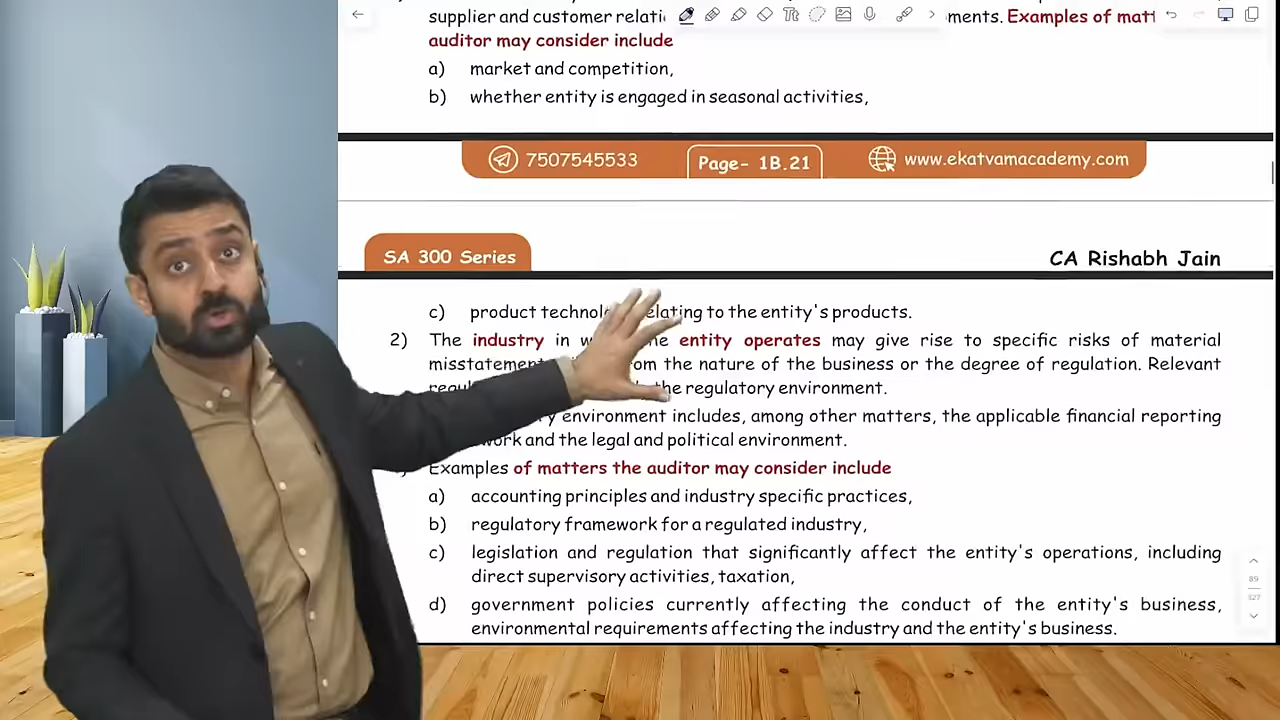 supplier and customer relati ments. Examples of matt
auditor may consider include
a) market and competition,
b) whether entity is engaged in seasonal activities,
7507545533 Page- 1B.21 www.ekatvamacademy.com
SA 300 Series CA Rishabh Jain
c) product technol elating to the entity's products.
2) The industry in w e entity operates may give rise to specific risks of material
misstatement om the nature of the business or the degree of regulation. Relevant
regu the regulatory environment.
y environment includes, among other matters, the applicable financial reporting
work and the legal and political environment.
Examples of matters the auditor may consider include
a) accounting principles and industry specific practices,
b) regulatory framework for a regulated industry,
c) legislation and regulation that significantly affect the entity's operations, including
direct supervisory activities, taxation,
d) government policies currently affecting the conduct of the entity's business,
environmental requirements affecting the industry and the entity's business.
89
327